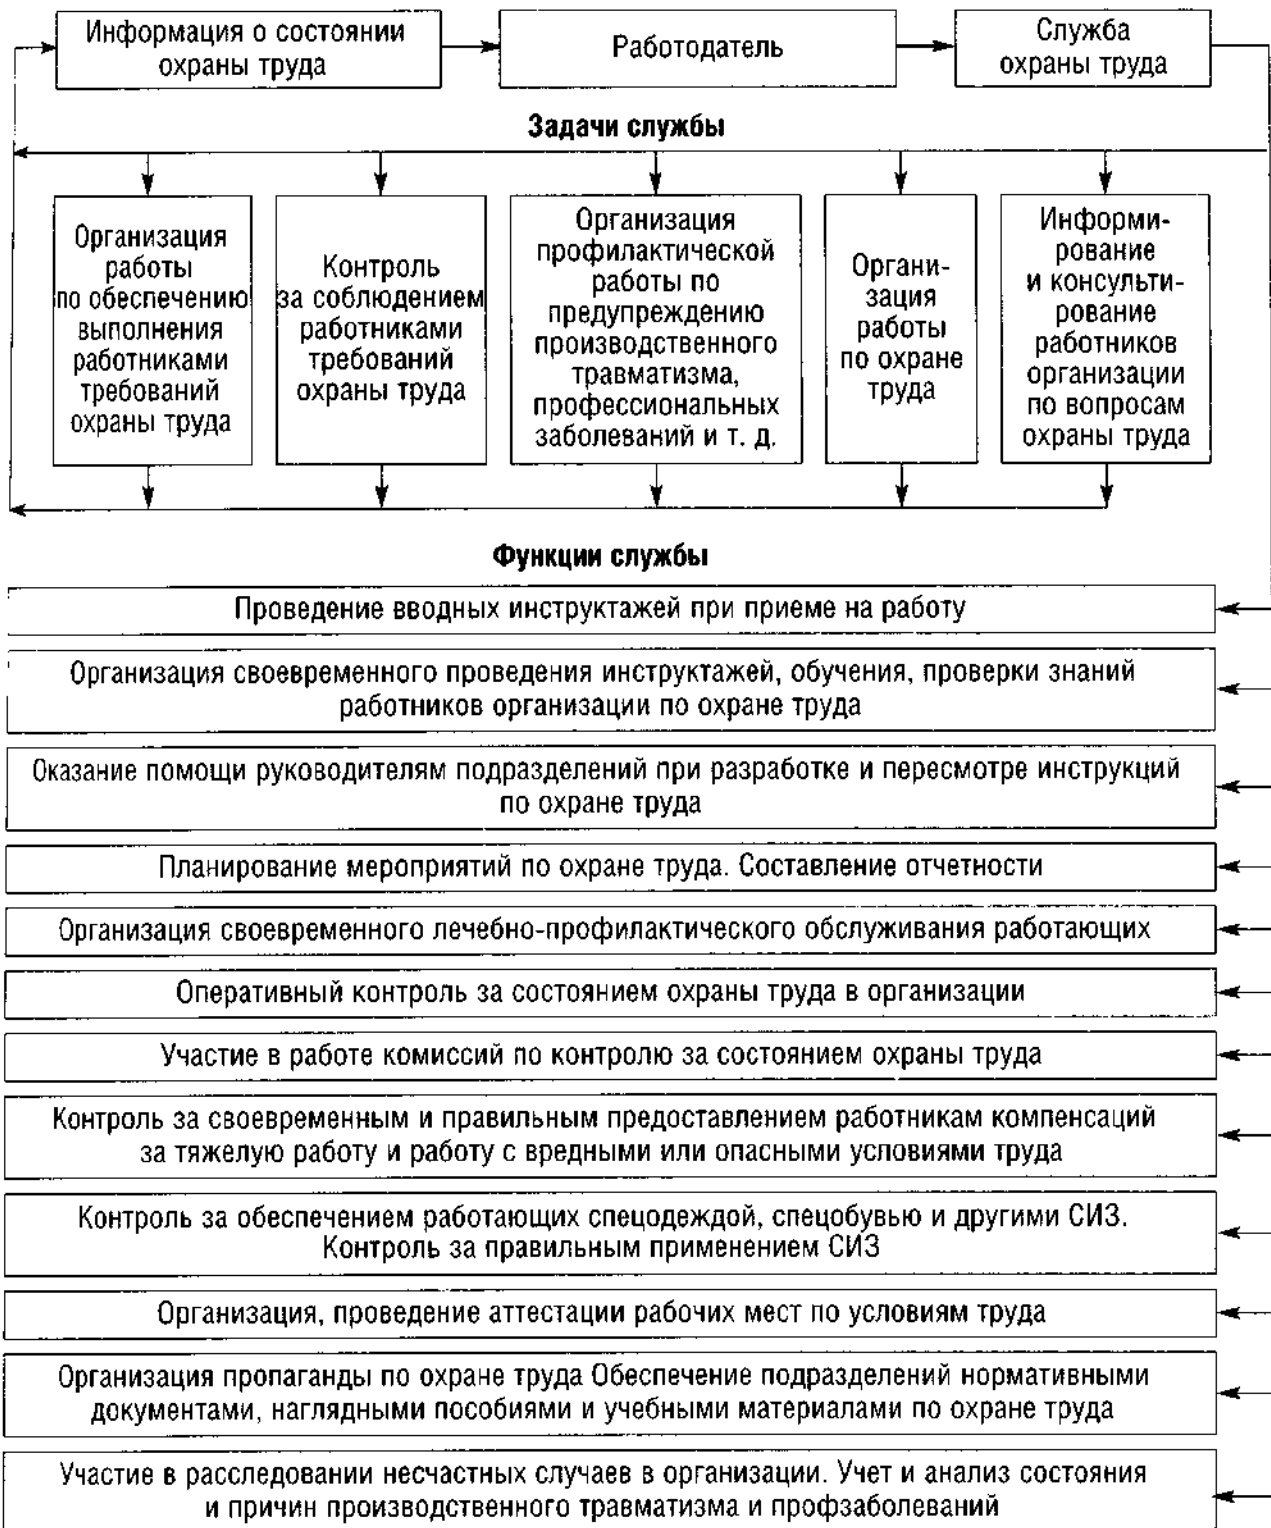 Информация о состоянии
охраны труда
Работодатель
Служба
охраны труда
Задачи службы
Организация
работы
по обеспечению
выполнения
работниками
требований
охраны труда
Контроль
за соблюдением
работниками
требований
охраны труда
Организация
профилактической
работы по
предупреждению
производственного
травматизма,
профессиональных
заболеваний и т. д.
Органи-
зация
работы
по охране
труда
Информи-
рование
и консульти-
рование
работников
организации
по вопросам
охраны труда
Функции службы
Проведение вводных инструктажей при приеме на работу
Организация своевременного проведения инструктажей, обучения, проверки знаний
работников организации по охране труда
Оказание помощи руководителям подразделений при разработке и пересмотре инструкций
по охране труда
Планирование мероприятий по охране труда. Составление отчетности
Организация своевременного лечебно-профилактического обслуживания работающих
Оперативный контроль за состоянием охраны труда в организации
Участие в работе комиссий по контролю за состоянием охраны труда
Контроль за своевременным и правильным предоставлением работникам компенсаций
за тяжелую работу и работу с вредными или опасными условиями труда
Контроль за обеспечением работающих спецодеждой, спецобувью и другими СИЗ.
Контроль за правильным применением СИЗ
Организация, проведение аттестации рабочих мест по условиям труда
Организация пропаганды по охране труда Обеспечение подразделений нормативными
документами, наглядными пособиями и учебными материалами по охране труда
Участие в расследовании несчастных случаев в организации. Учет и анализ состояния
и причин производственного травматизма и профзаболеваний